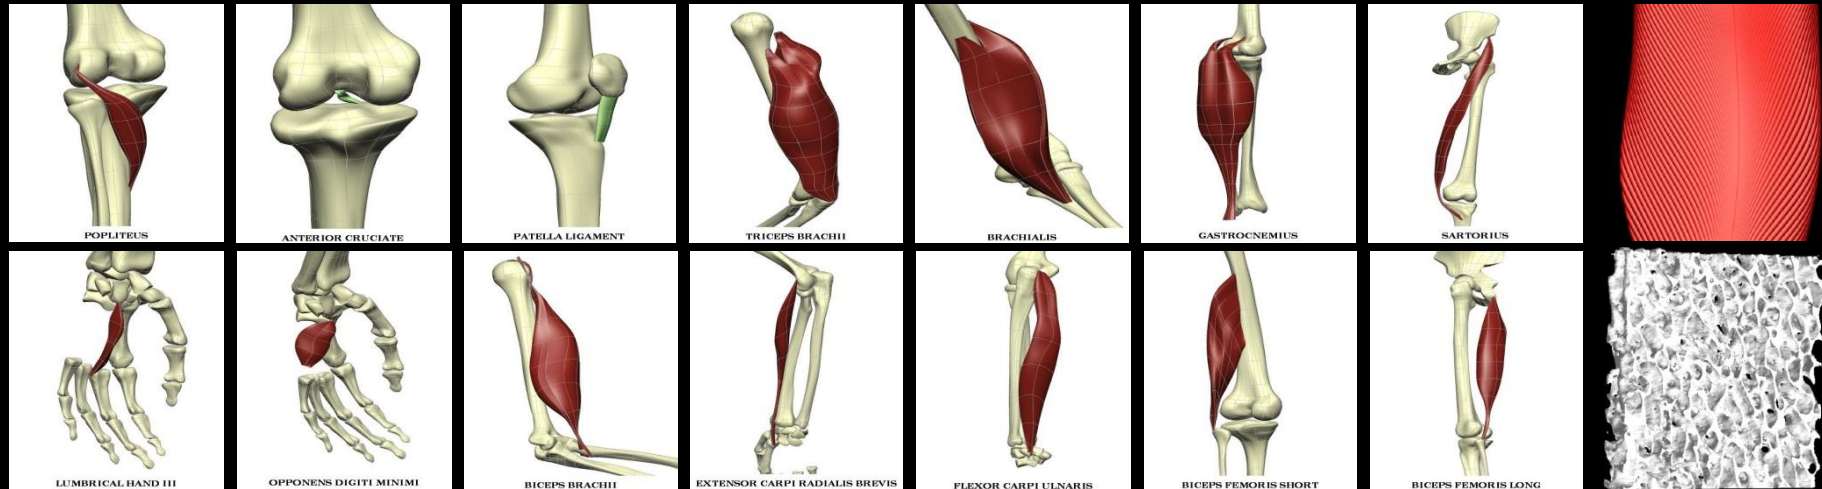 POPLITEUS
ANTERIOR CRUCIATE
PATELLA LIGAMENT
TRICEPS BRACHII
BRACHIALIS
GASTROCNEMIUS
SARTORIUS
LUMBRICAL HAND III
OPPONENS DIGITI MINIMI
BICEPS BRACHII
EXTENSOR CARPI RADIALIS BREVIS
FLEXOR CARPI ULNARIS
BICEPS FEMORIS SHORT
BICEPS FEMORIS LONG